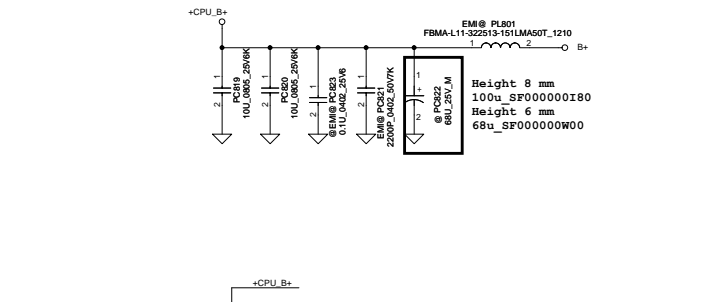 +CPU_B+
EMI@ PL801
FBMA-L11-322513-151LMA50T_1210
1 2 B+
1
2
PC819
10U_0805_25V6K
1
2
PC820
10U_0805_25V6K
1
2
@EMI@ PC823
0.1U_0402_25V6
1
2
EMI@ PC821
2200P_0402_50V7K
1
+
2
@ PC822
68U_25V_M
Height 8 mm
100u_SF000000I80
Height 6 mm
68u_SF000000W00
+CPU_B+